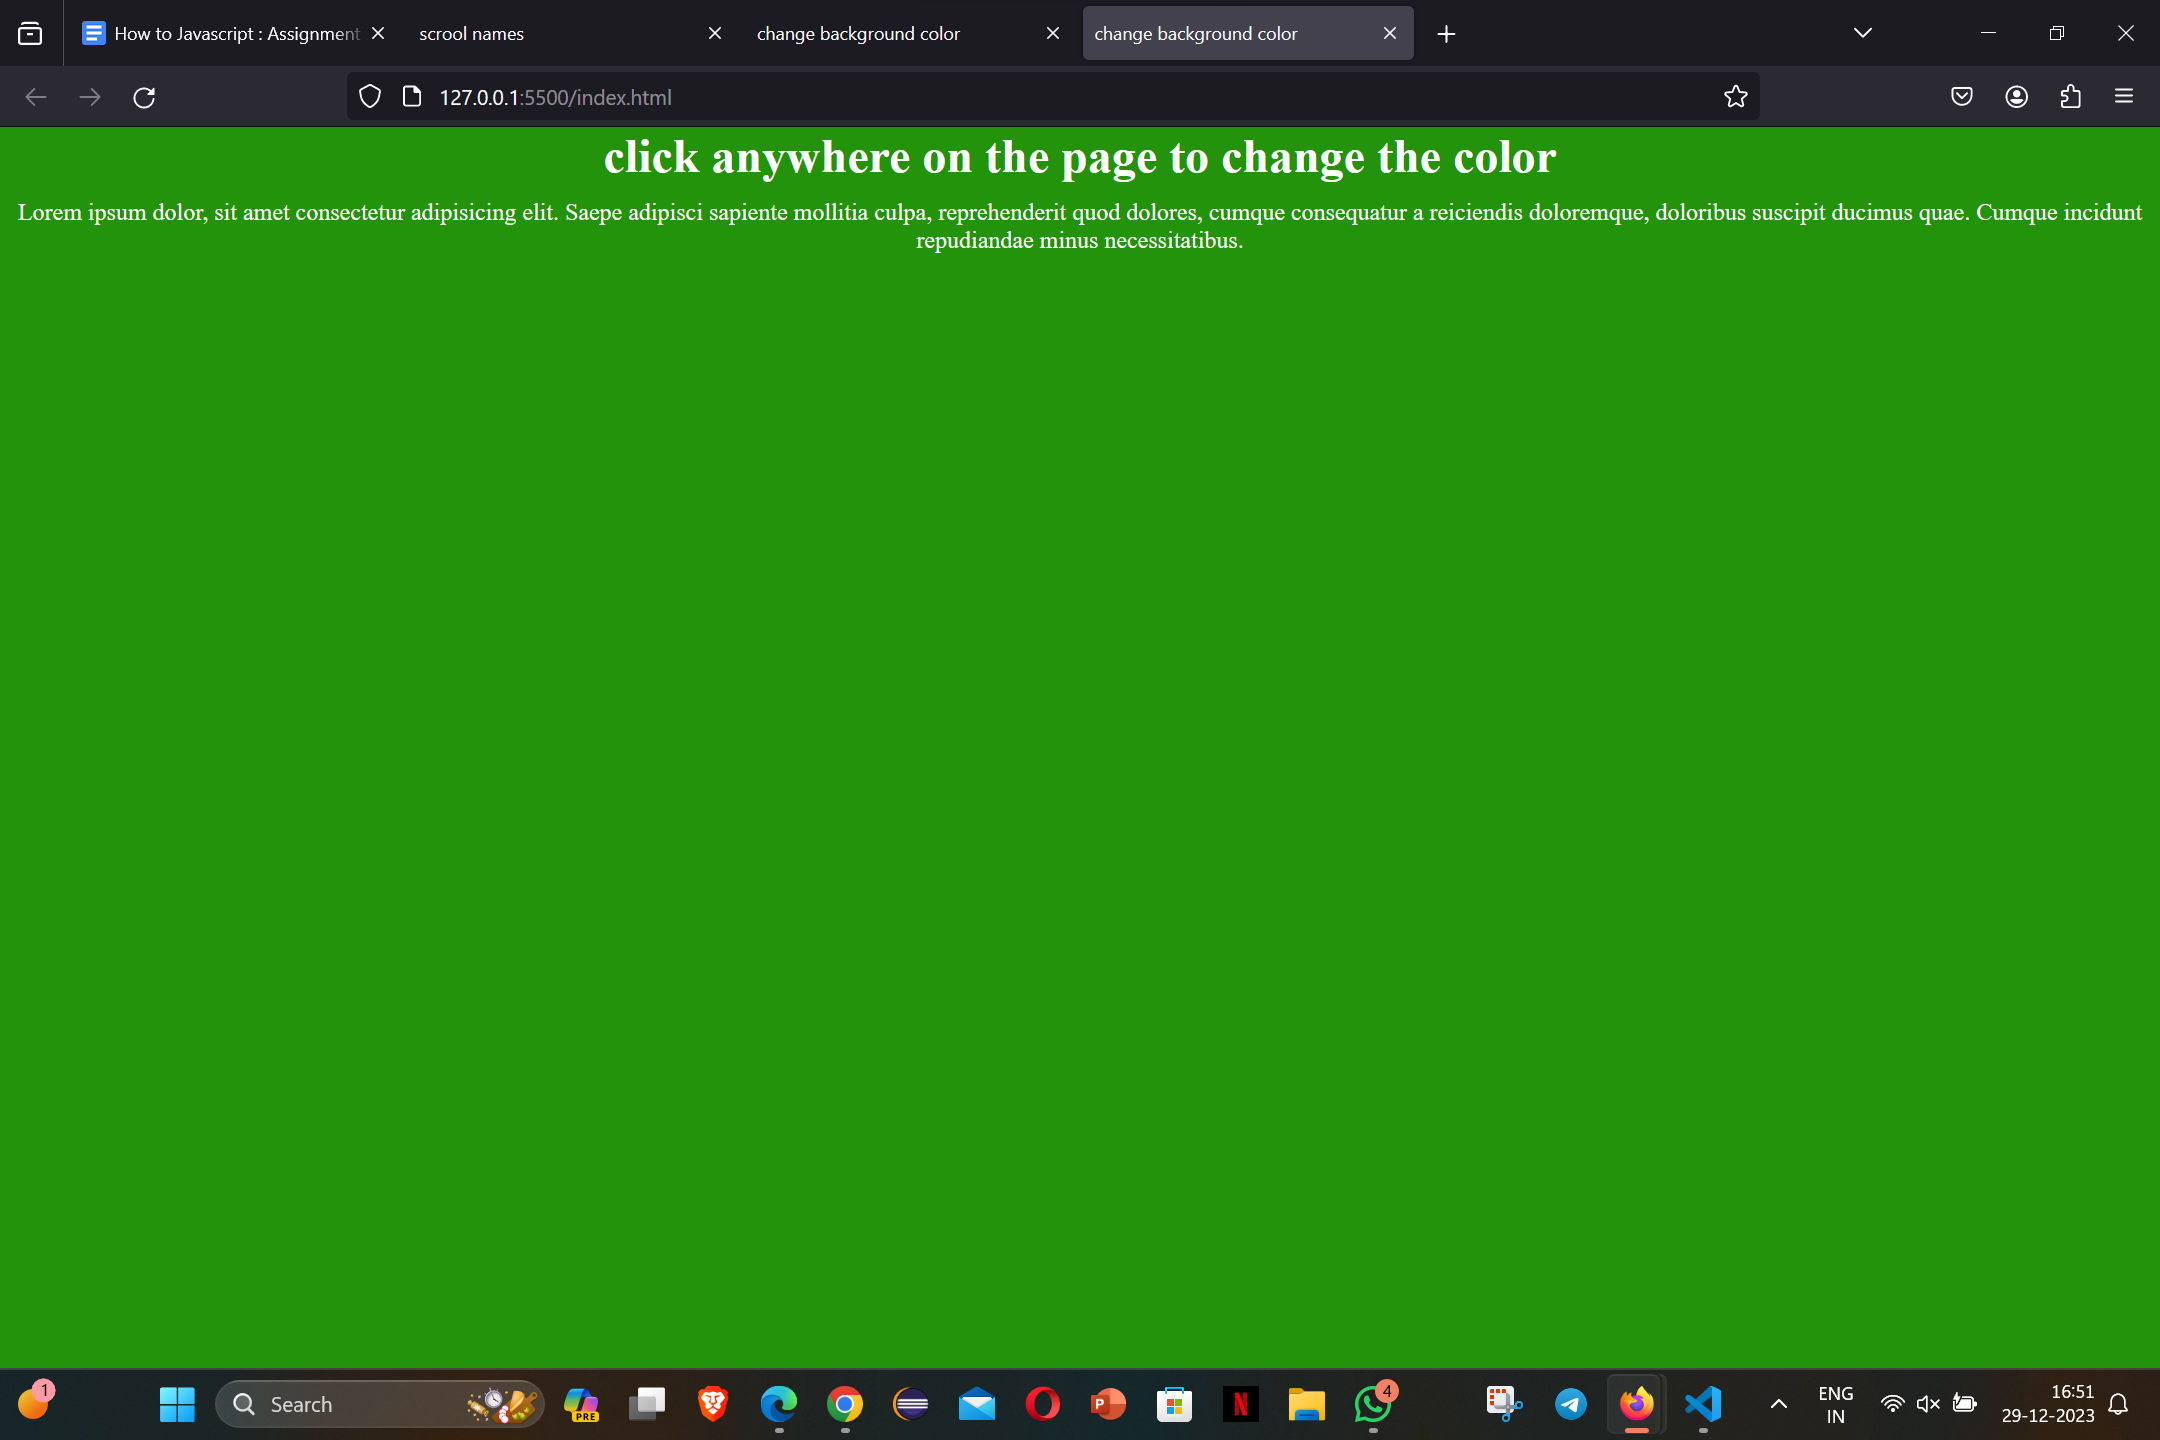 How to Javascript : Assignment
scrool names
change background color
change background color
127.0.0.1:5500/index.html
click anywhere on the page to change the color
Lorem ipsum dolor, sit amet consectetur adipisicing elit. Saepe adipisci sapiente mollitia culpa, reprehenderit quod dolores, cumque consequatur a reiciendis doloremque, doloribus suscipit ducimus quae. Cumque incidunt
repudiandae minus necessitatibus.
1
Search
PRE
P
N
4
ENG
IN
16:51
29-12-2023